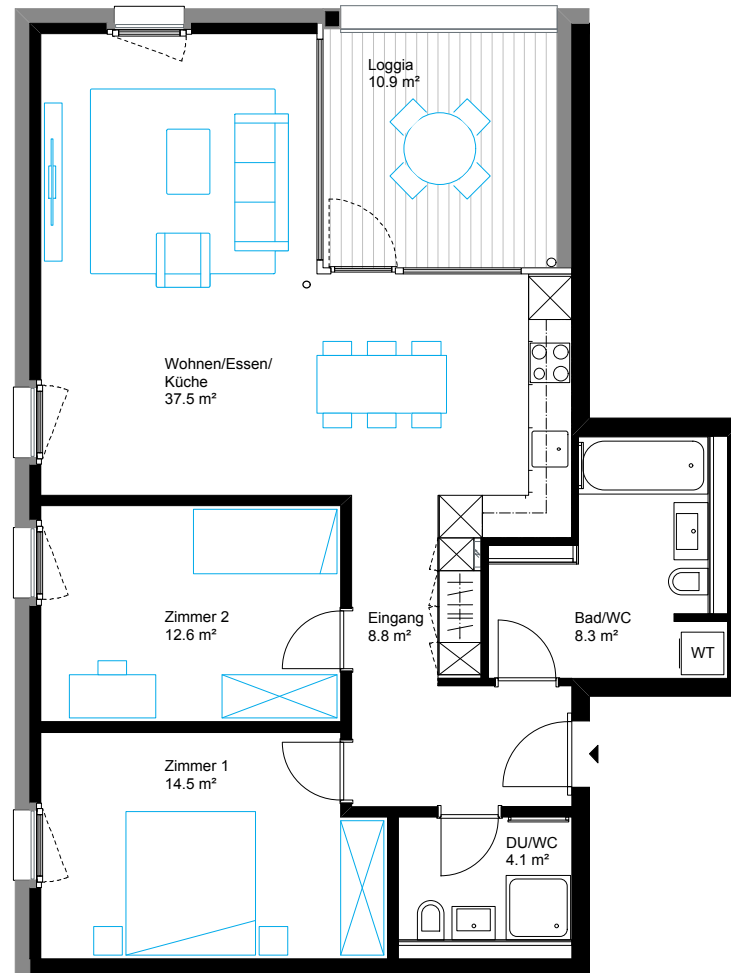 Loggia
10.9 m²
Wohnen/Essen/
Küche
37.5 m²
Zimmer 2
12.6 m²
Eingang
8.8 m²
Bad/WC
8.3 m²
WT
Zimmer 1
14.5 m²
DU/WC
4.1 m²